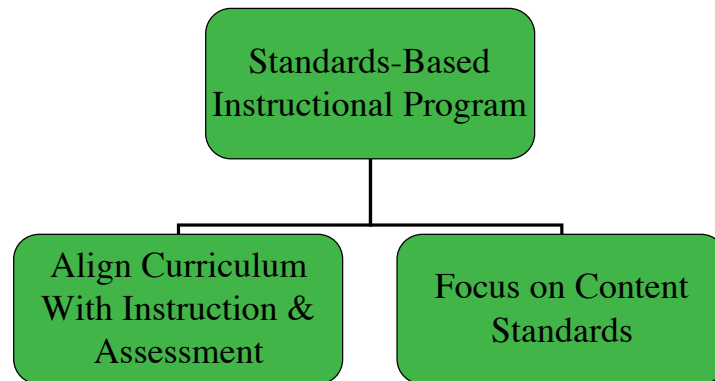 Standards-Based
Instructional Program
Align Curriculum
With Instruction &
Assessment
Focus on Content
Standards